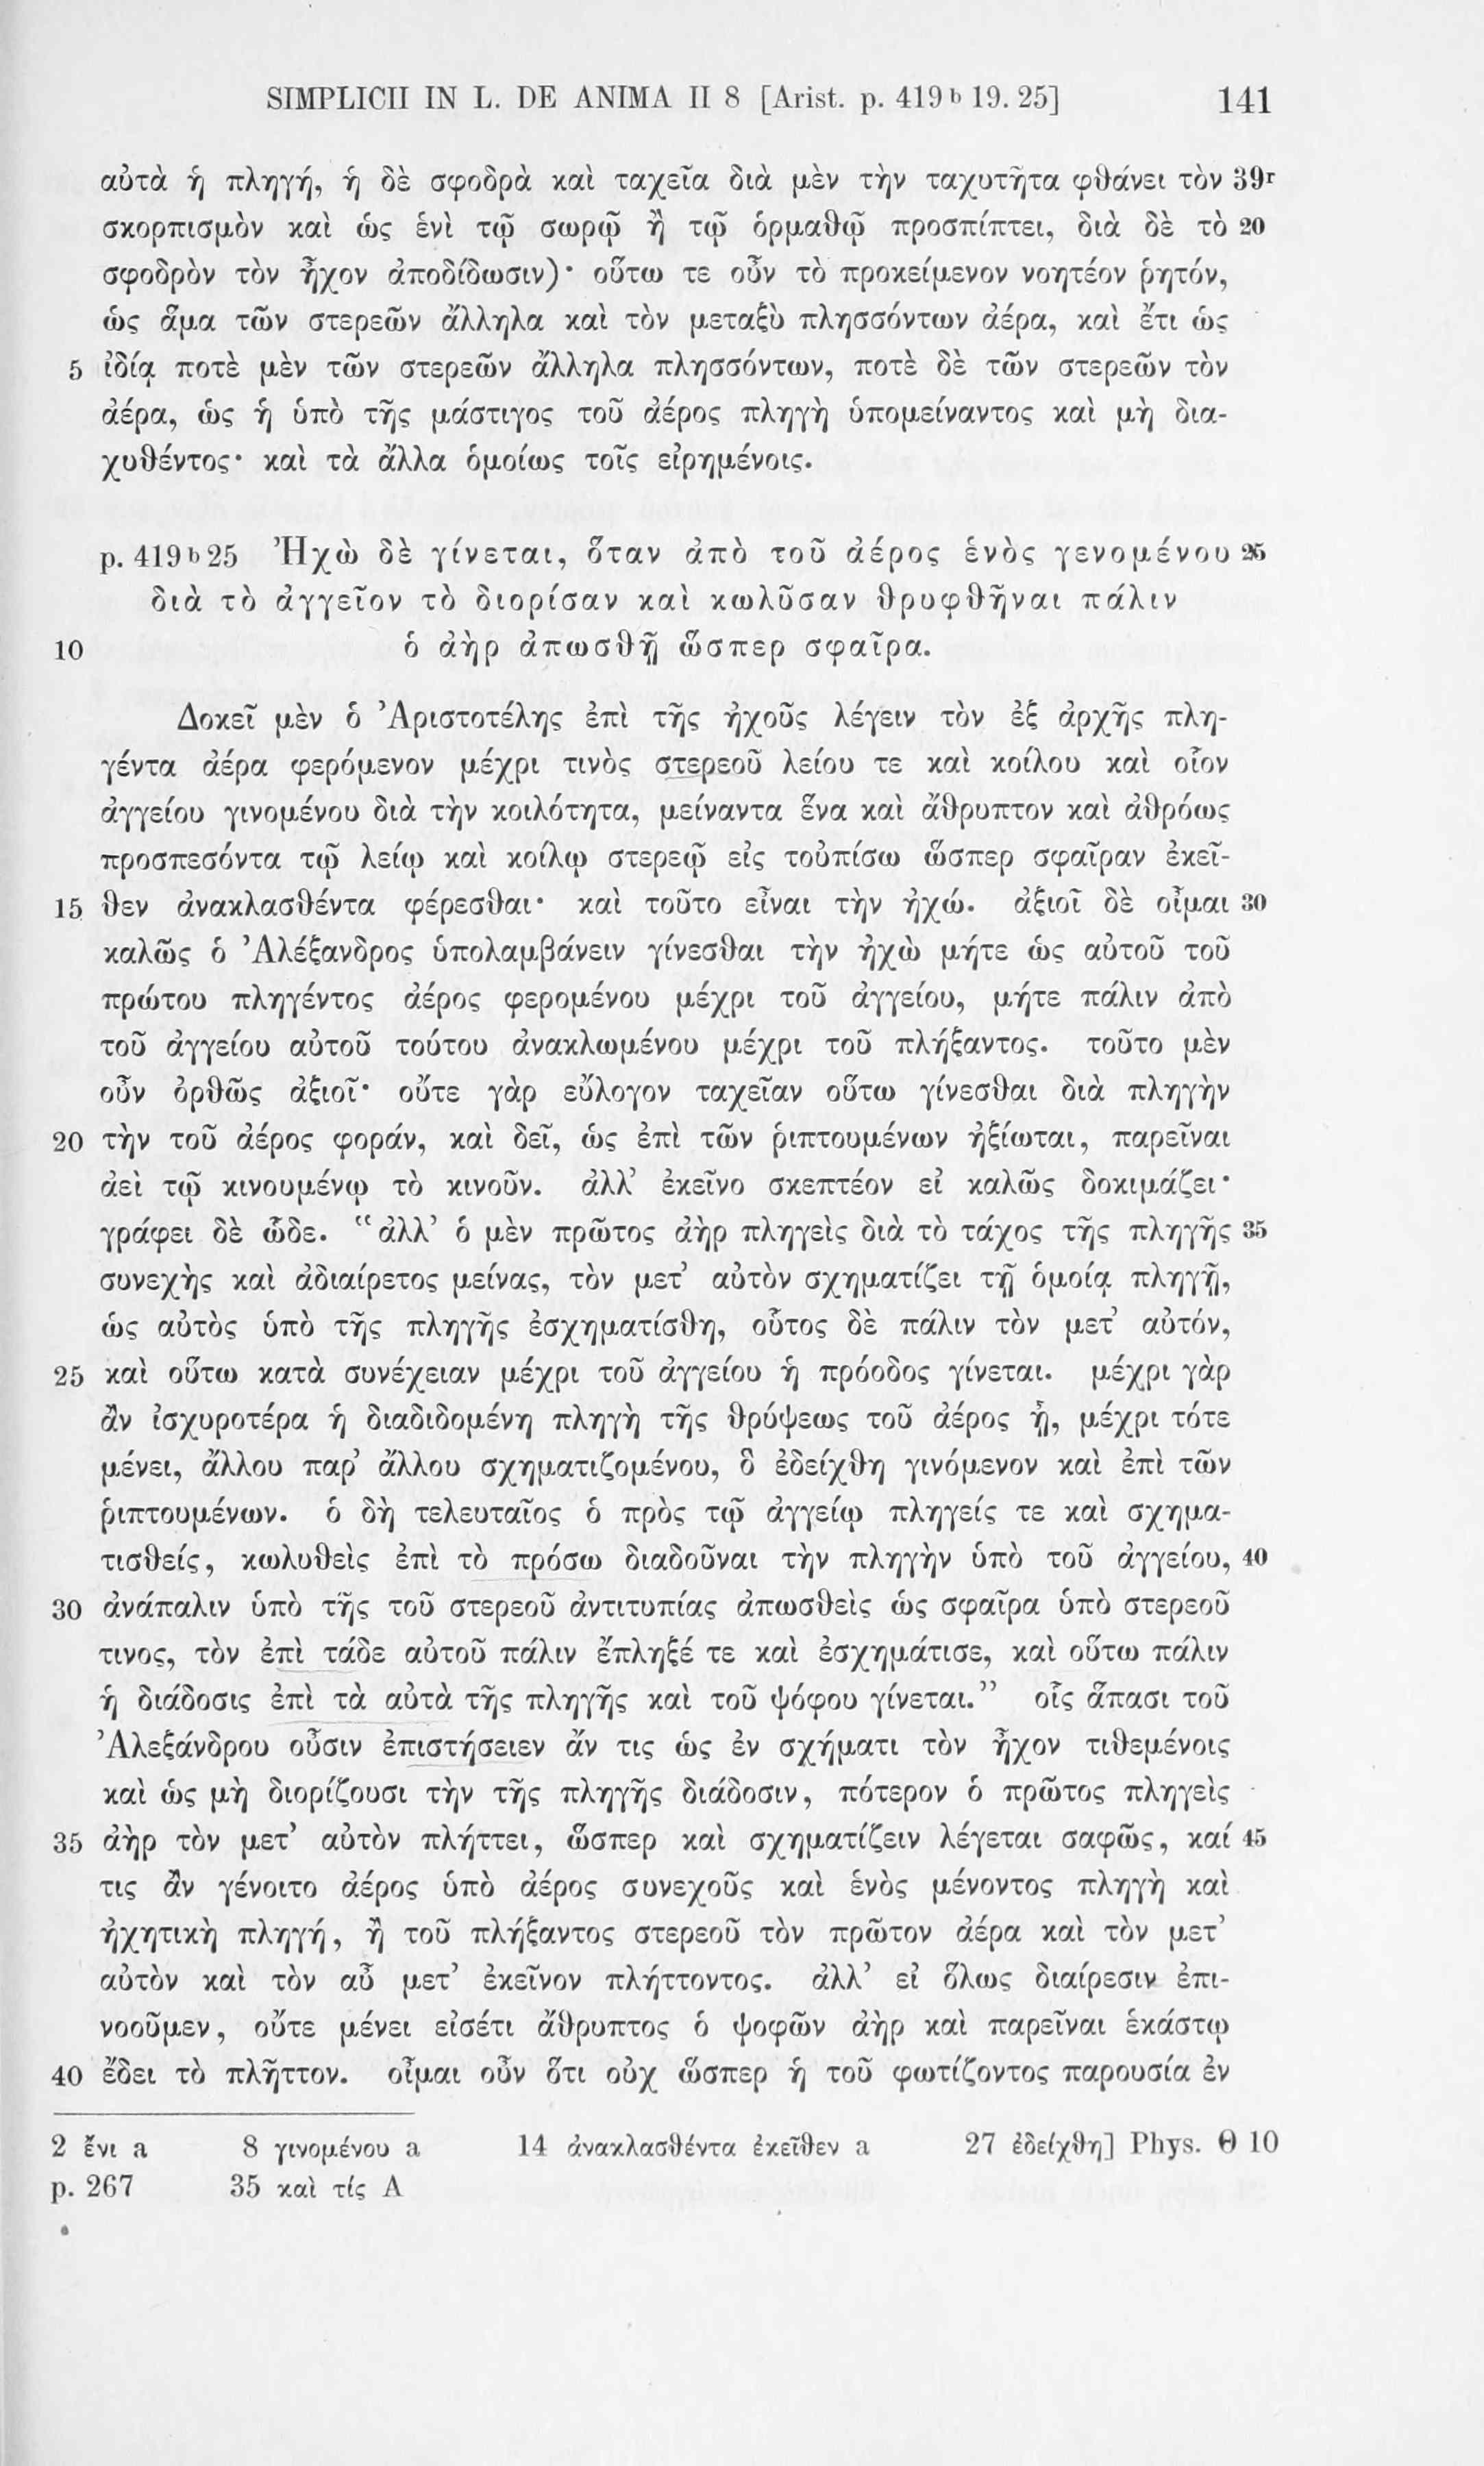 SIMPLICII IN L. DE ANIMA II 8 [Arist. p. 419ᵇ 19. 25] 141
αὐτὰ ἡ πληγή, ἡ δὲ σφοδρὰ καὶ ταχεῖα διὰ μὲν τὴν ταχυτῆτα φθάνει τὸν 39ʳ
σκορπισμὸν καὶ ὡς ἑνὶ τῷ σωρῷ ἢ τῷ ὁρμαθῷ προσπίπτει, διὰ δὲ τὸ 20
σφοδρὸν τὸν ἦχον ἀποδίδωσιν)· οὕτω τε οὖν τὸ προκείμενον νοητέον ῥητόν,
ὡς ἅμα τῶν στερεῶν ἄλληλα καὶ τὸν μεταξὺ πλησσόντων ἀέρα, καὶ ἔτι ὡς
5 ἰδίᾳ ποτὲ μὲν τῶν στερεῶν ἄλληλα πλησσόντων, ποτὲ δὲ τῶν στερεῶν τὸν
ἀέρα, ὡς ἡ ὑπὸ τῆς μάστιγος τοῦ ἀέρος πληγὴ ὑπομείναντος καὶ μὴ δια-
χυθέντος· καὶ τὰ ἄλλα ὁμοίως τοῖς εἰρημένοις.
p. 419ᵇ25 Ἠχὼ δὲ γίνεται, ὅταν ἀπὸ τοῦ ἀέρος ἑνὸς γενομένου 25
διὰ τὸ ἀγγεῖον τὸ διορίσαν καὶ κωλῦσαν θρυφθῆναι πάλιν
10 ὁ ἀὴρ ἀπωσθῇ ὥσπερ σφαῖρα.
Δοκεῖ μὲν ὁ Ἀριστοτέλης ἐπὶ τῆς ἠχοῦς λέγειν τὸν ἐξ ἀρχῆς πλη-
γέντα ἀέρα φερόμενον μέχρι τινὸς στερεοῦ λείου τε καὶ κοίλου καὶ οἷον
ἀγγείου γινομένου διὰ τὴν κοιλότητα, μείναντα ἕνα καὶ ἄθρυπτον καὶ ἀθρόως
προσπεσόντα τῷ λείῳ καὶ κοίλῳ στερεῷ εἰς τοὐπίσω ὥσπερ σφαῖραν ἐκεῖ-
15 θεν ἀνακλασθέντα φέρεσθαι· καὶ τοῦτο εἶναι τὴν ἠχώ. ἀξιοῖ δὲ οἶμαι 30
καλῶς ὁ Ἀλέξανδρος ὑπολαμβάνειν γίνεσθαι τὴν ἠχὼ μήτε ὡς αὐτοῦ τοῦ
πρώτου πληγέντος ἀέρος φερομένου μέχρι τοῦ ἀγγείου, μήτε πάλιν ἀπὸ
τοῦ ἀγγείου αὐτοῦ τούτου ἀνακλωμένου μέχρι τοῦ πλήξαντος. τοῦτο μὲν
οὖν ὀρθῶς ἀξιοῖ· οὔτε γὰρ εὔλογον ταχεῖαν οὕτω γίνεσθαι διὰ πληγὴν
20 τὴν τοῦ ἀέρος φοράν, καὶ δεῖ, ὡς ἐπὶ τῶν ῥιπτουμένων ἠξίωται, παρεῖναι
ἀεὶ τῷ κινουμένῳ τὸ κινοῦν. ἀλλ' ἐκεῖνο σκεπτέον εἰ καλῶς δοκιμάζει·
γράφει δὲ ὧδε. “ἀλλ' ὁ μὲν πρῶτος ἀὴρ πληγεὶς διὰ τὸ τάχος τῆς πληγῆς 35
συνεχὴς καὶ ἀδιαίρετος μείνας, τὸν μετ' αὐτὸν σχηματίζει τῇ ὁμοίᾳ πληγῇ,
ὡς αὐτὸς ὑπὸ τῆς πληγῆς ἐσχηματίσθη, οὗτος δὲ πάλιν τὸν μετ' αὐτόν,
25 καὶ οὕτω κατὰ συνέχειαν μέχρι τοῦ ἀγγείου ἡ πρόοδος γίνεται. μέχρι γὰρ
ἂν ἰσχυροτέρα ἡ διαδιδομένη πληγὴ τῆς θρύψεως τοῦ ἀέρος ᾖ, μέχρι τότε
μένει, ἄλλου παρ' ἄλλου σχηματιζομένου, ὃ ἐδείχθη γινόμενον καὶ ἐπὶ τῶν
ῥιπτουμένων. ὁ δὴ τελευταῖος ὁ πρὸς τῷ ἀγγείῳ πληγείς τε καὶ σχημα-
τισθείς, κωλυθεὶς ἐπὶ τὸ πρόσω διαδοῦναι τὴν πληγὴν ὑπὸ τοῦ ἀγγείου, 40
30 ἀνάπαλιν ὑπὸ τῆς τοῦ στερεοῦ ἀντιτυπίας ἀπωσθεὶς ὡς σφαῖρα ὑπὸ στερεοῦ
τινος, τὸν ἐπὶ τάδε αὐτοῦ πάλιν ἔπληξέ τε καὶ ἐσχημάτισε, καὶ οὕτω πάλιν
ἡ διάδοσις ἐπὶ τὰ αὐτὰ τῆς πληγῆς καὶ τοῦ ψόφου γίνεται.” οἷς ἅπασι τοῦ
Ἀλεξάνδρου οὖσιν ἐπιστήσειεν ἄν τις ὡς ἐν σχήματι τὸν ἦχον τιθεμένοις
καὶ ὡς μὴ διορίζουσι τὴν τῆς πληγῆς διάδοσιν, πότερον ὁ πρῶτος πληγεὶς
35 ἀὴρ τὸν μετ' αὐτὸν πλήττει, ὥσπερ καὶ σχηματίζειν λέγεται σαφῶς, καί 45
τις ἂν γένοιτο ἀέρος ὑπὸ ἀέρος συνεχοῦς καὶ ἑνὸς μένοντος πληγὴ καὶ
ἠχητικὴ πληγή, ἢ τοῦ πλήξαντος στερεοῦ τὸν πρῶτον ἀέρα καὶ τὸν μετ'
αὐτὸν καὶ τὸν αὖ μετ' ἐκεῖνον πλήττοντος. ἀλλ' εἰ ὅλως διαίρεσιν ἐπι-
νοοῦμεν, οὔτε μένει εἰσέτι ἄθρυπτος ὁ ψοφῶν ἀὴρ καὶ παρεῖναι ἑκάστῳ
40 ἔδει τὸ πλῆττον. οἶμαι οὖν ὅτι οὐχ ὥσπερ ἡ τοῦ φωτίζοντος παρουσία ἐν
2 ἔνι a 8 γινομένου a 14 ἀνακλασθέντα ἐκεῖθεν a 27 ἐδείχθη] Phys. Θ 10
p. 267 35 καὶ τίς A